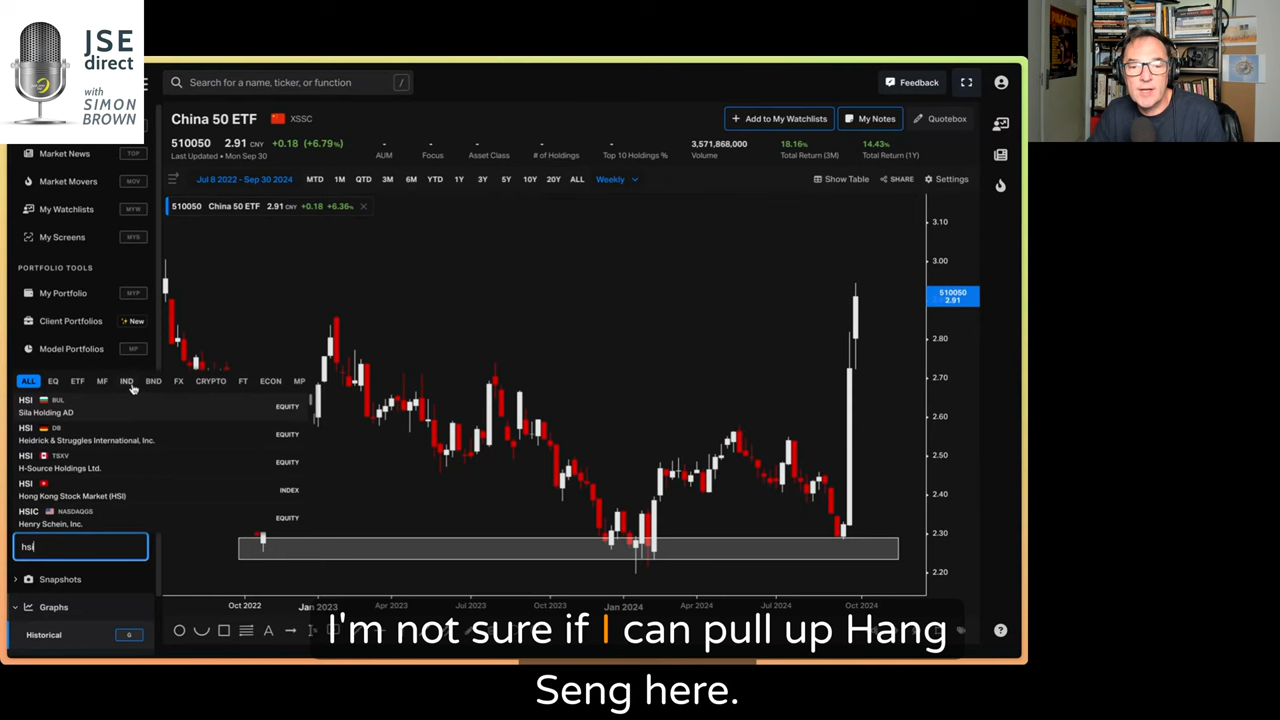 JSE
direct
with
SIMON
BROWN
Search for a name, ticker, or function
/
Feedback
China 50 ETF XSSC
Add to My Watchlists
My Notes
Quotebox
510050 2.91 CNY +0.18 (+6.79%)
Last Updated • Mon Sep 30
-
AUM
-
Focus
-
Asset Class
-
# of Holdings
-
Top 10 Holdings %
3,571,868,000
Volume
18.16%
Total Return (3M)
14.43%
Total Return (1Y)
Jul 8 2022 - Sep 30 2024 MTD 1M QTD 3M 6M YTD 1Y 3Y 5Y 10Y 20Y ALL Weekly
Show Table SHARE Settings
510050 China 50 ETF 2.91 CNY +0.18 +6.36%
Market News TOP
Market Movers MOV
My Watchlists MYW
My Screens MYS
PORTFOLIO TOOLS
My Portfolio MYP
Client Portfolios New
Model Portfolios MP
ALL EQ ETF MF IND BND FX CRYPTO FT ECON MP
HSI BUL
Sila Holding AD
EQUITY
HSI DB
Heidrick & Struggles International, Inc.
EQUITY
HSI TSXV
H-Source Holdings Ltd.
EQUITY
HSI
Hong Kong Stock Market (HSI)
INDEX
HSIC NASDAQGS
Henry Schein, Inc.
EQUITY
hsi
Snapshots
Graphs
Historical G
3.10
3.00
510050
2.91
2.80
2.70
2.60
2.50
2.40
2.30
2.20
Oct 2022 Jan 2023 Apr 2023 Jul 2023 Oct 2023 Jan 2024 Apr 2024 Jul 2024 Oct 2024
I'm not sure if I can pull up Hang
Seng here.